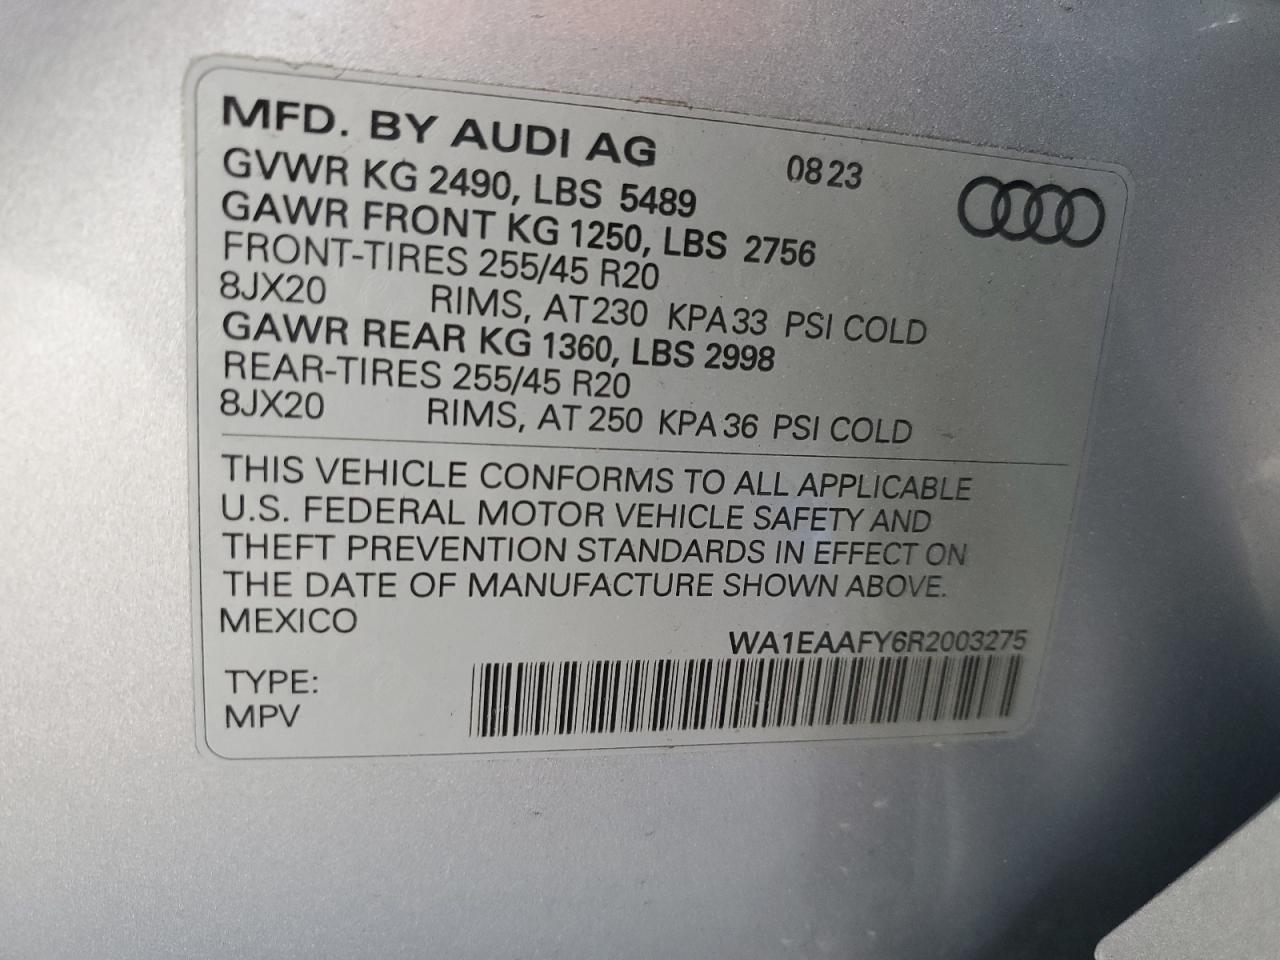 MFD. BY AUDI AG 0823
GVWR KG 2490, LBS 5489
GAWR FRONT KG 1250, LBS 2756
FRONT-TIRES 255/45 R20
8JX20 RIMS, AT 230 KPA 33 PSI COLD
GAWR REAR KG 1360, LBS 2998
REAR-TIRES 255/45 R20
8JX20 RIMS, AT 250 KPA 36 PSI COLD
THIS VEHICLE CONFORMS TO ALL APPLICABLE
U.S. FEDERAL MOTOR VEHICLE SAFETY AND
THEFT PREVENTION STANDARDS IN EFFECT ON
THE DATE OF MANUFACTURE SHOWN ABOVE.
MEXICO
WA1EAAFY6R2003275
TYPE:
MPV